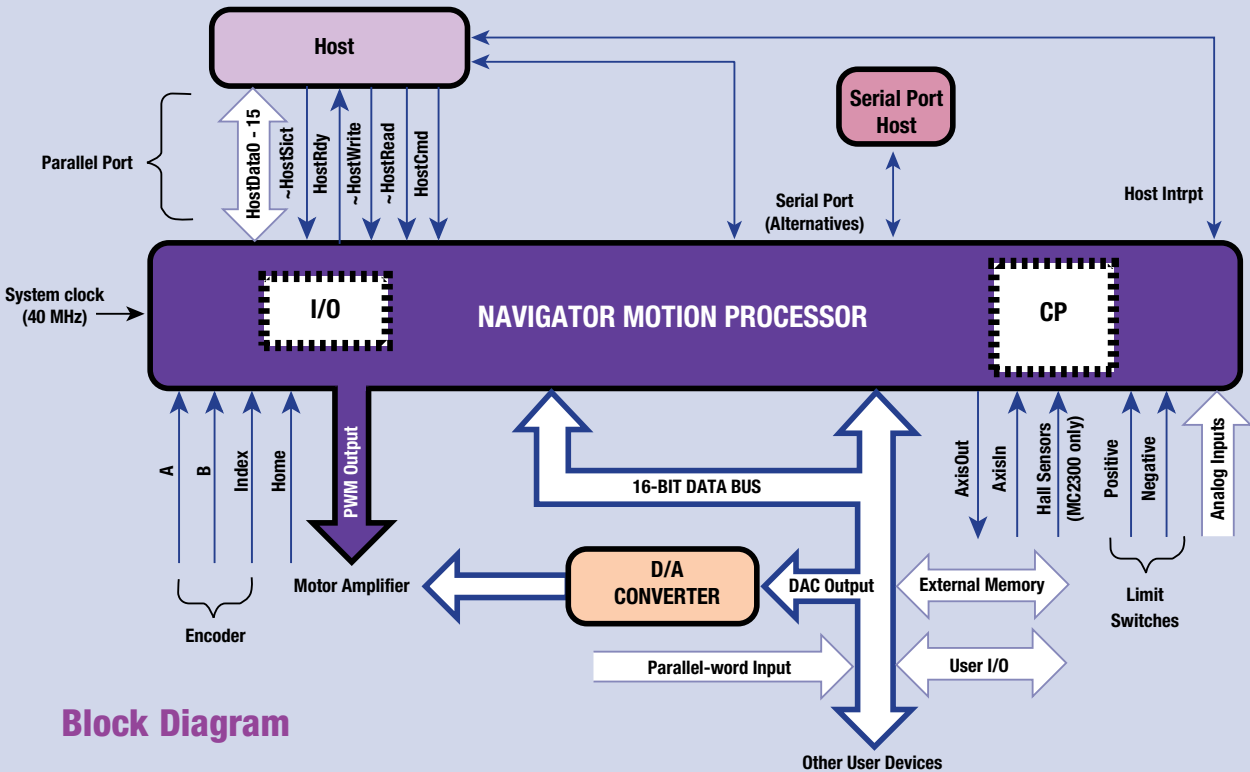 Host
Serial Port
Host
Parallel Port
HostData0 - 15
~HostSlct
HostRdy
~HostWrite
~HostRead
HostCmd
Serial Port
(Alternatives)
Host Intrpt
System clock
(40 MHz)
I/O
NAVIGATOR MOTION PROCESSOR
CP
A
B
Index
Home
PWM Output
16-BIT DATA BUS
AxisOut
AxisIn
Hall Sensors
(MC2300 only)
Positive
Negative
Analog Inputs
Encoder
Motor Amplifier
D/A
CONVERTER
DAC Output
External Memory
Limit
Switches
Parallel-word Input
User I/O
Block Diagram
Other User Devices